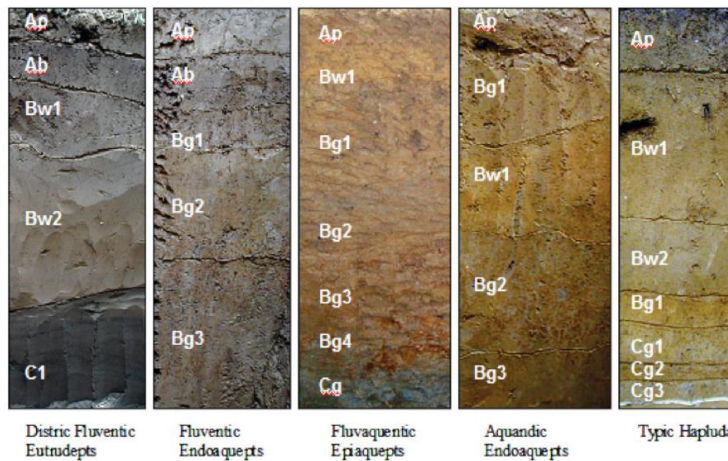 Ap
Ab
Bw1
Bw2
C1
Distric Fluventic
Eutrudepts
Ap
Ab
Bg1
Bg2
Bg3
Fluventic
Endoaquepts
Ap
Bw1
Bg1
Bg2
Bg3
Bg4
Cg
Fluvaquentic
Epiaquepts
Ap
Bg1
Bw1
Bg2
Bg3
Aquandic
Endoaquepts
Ap
Bw1
Bw2
Bg1
Cg1
Cg2
Cg3
Typic Hapluda